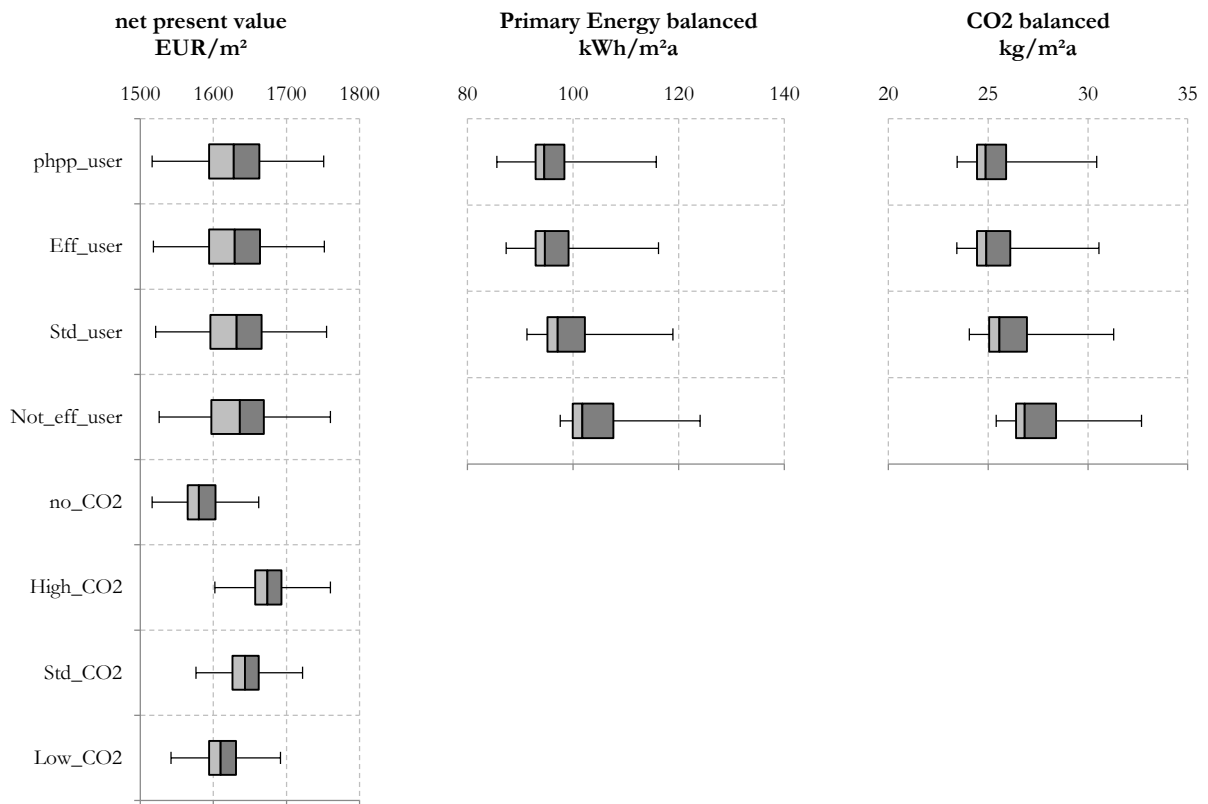 net present value
EUR/m²
Primary Energy balanced
kWh/m²a
CO2 balanced
kg/m²a
1500 1600 1700 1800
80 100 120 140
20 25 30 35
phpp_user
Eff_user
Std_user
Not_eff_user
no_CO2
High_CO2
Std_CO2
Low_CO2